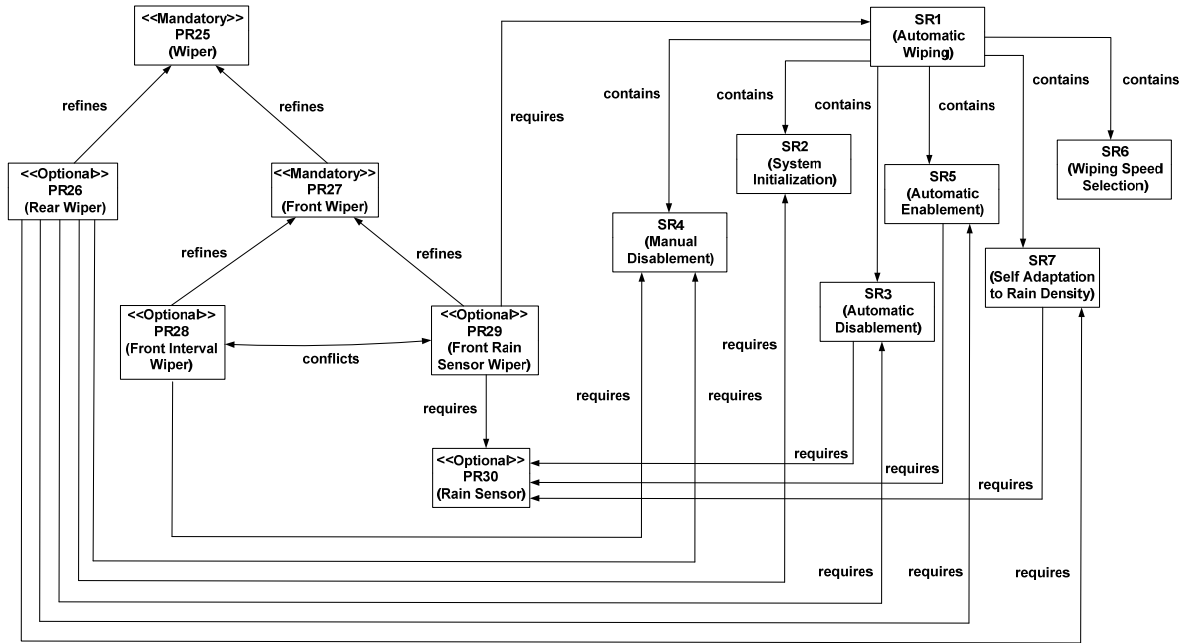 <<Mandatory>>
PR25
(Wiper)
SR1
(Automatic
Wiping)
refines
refines
requires
contains
contains
contains
contains
contains
contains
<<Optional>>
PR26
(Rear Wiper)
<<Mandatory>>
PR27
(Front Wiper)
SR2
(System
Initialization)
SR5
(Automatic
Enablement)
SR6
(Wiping Speed
Selection)
refines
refines
SR4
(Manual
Disablement)
SR7
(Self Adaptation
to Rain Density)
SR3
(Automatic
Disablement)
<<Optional>>
PR28
(Front Interval
Wiper)
conflicts
<<Optional>>
PR29
(Front Rain
Sensor Wiper)
requires
requires
requires
requires
<<Optional>>
PR30
(Rain Sensor)
requires
requires
requires
requires
requires
requires